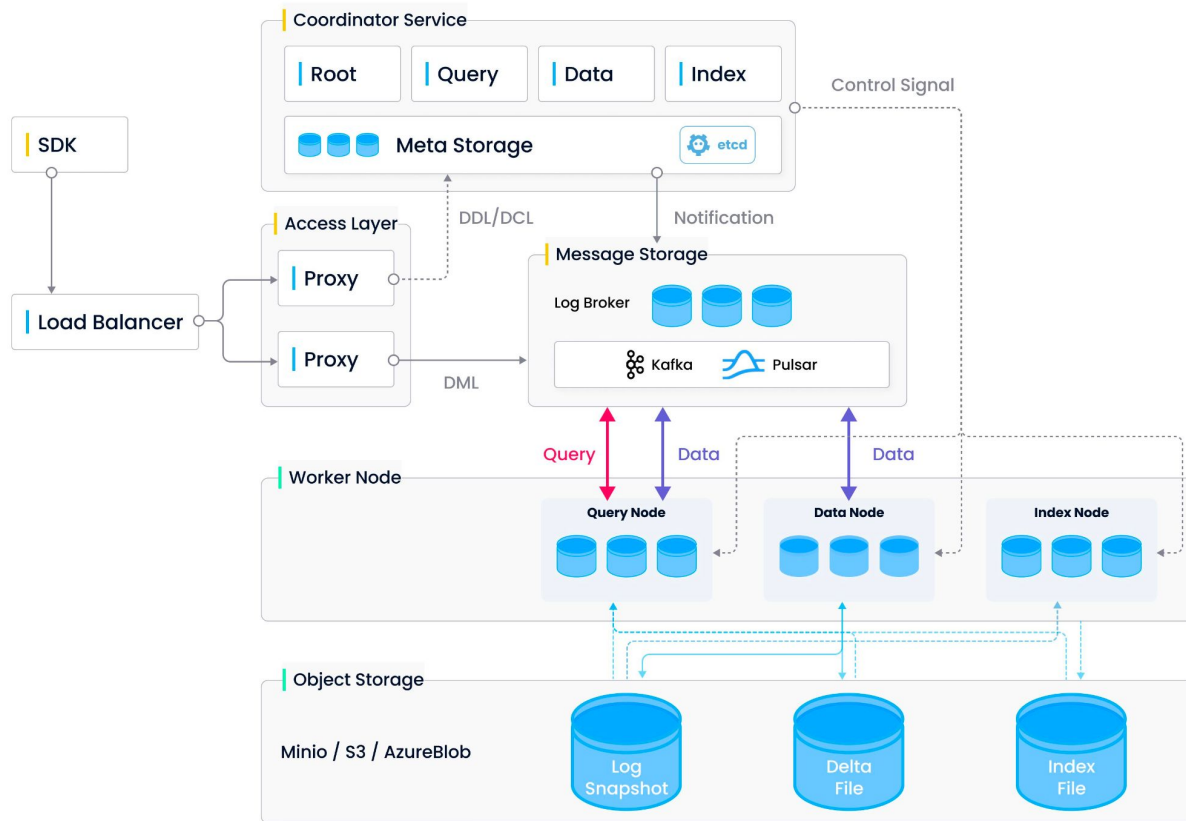 Coordinator Service
Root
Query
Data
Index
Control Signal
SDK
Meta Storage
etcd
DDL/DCL
Notification
Access Layer
Proxy
Message Storage
Log Broker
Load Balancer
Proxy
Kafka
Pulsar
DML
Query
Data
Data
Worker Node
Query Node
Data Node
Index Node
Object Storage
Minio / S3 / AzureBlob
Log
Snapshot
Delta
File
Index
File